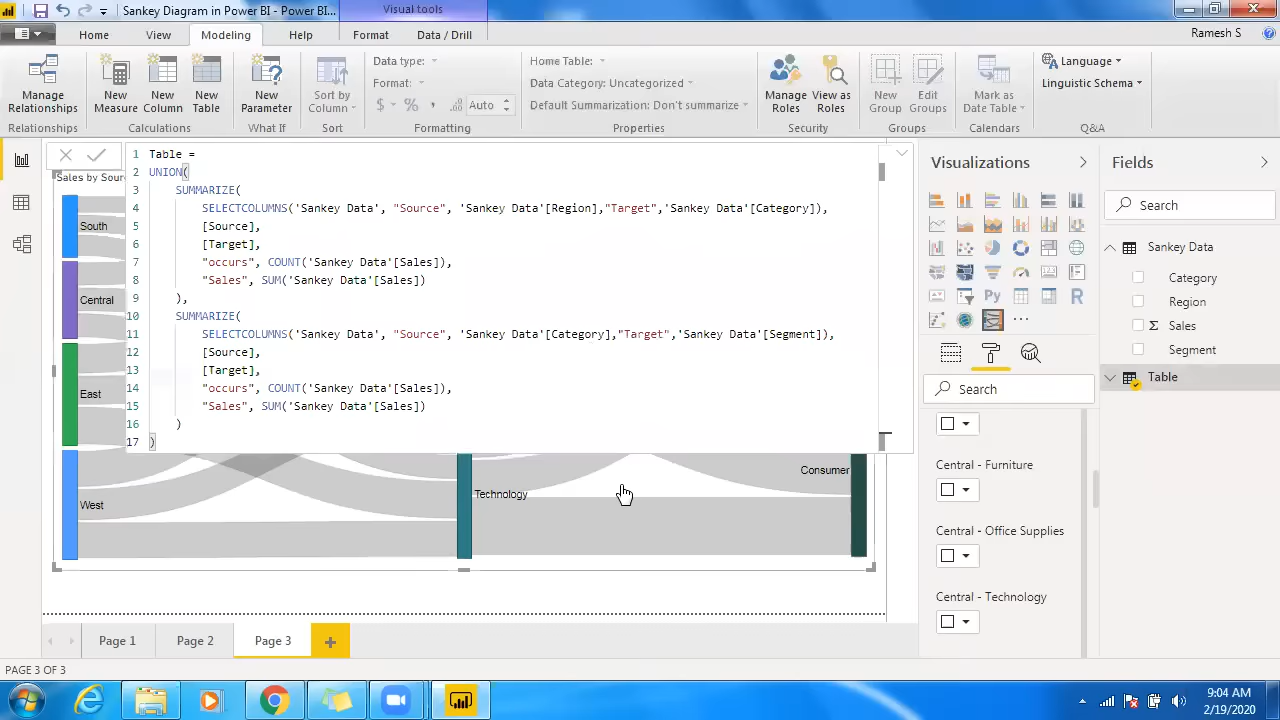 Sankey Diagram in Power BI - Power BI...
Visual tools
Home
View
Modeling
Help
Format
Data / Drill
Ramesh S
Manage Relationships
Relationships
New Measure
New Column
New Table
Calculations
New Parameter
What If
Sort by Column
Sort
Data type:
Format:
$ % , Auto
Formatting
Home Table:
Data Category: Uncategorized
Default Summarization: Don't summarize
Properties
Manage Roles
View as Roles
Security
New Group
Edit Groups
Groups
Mark as Date Table
Calendars
Language
Linguistic Schema
Q&A
1 Table =
2 UNION(
3 SUMMARIZE(
4 SELECTCOLUMNS('Sankey Data', "Source", 'Sankey Data'[Region],"Target",'Sankey Data'[Category]),
5 [Source],
6 [Target],
7 "occurs", COUNT('Sankey Data'[Sales]),
8 "Sales", SUM('Sankey Data'[Sales])
9 ),
10 SUMMARIZE(
11 SELECTCOLUMNS('Sankey Data', "Source", 'Sankey Data'[Category],"Target",'Sankey Data'[Segment]),
12 [Source],
13 [Target],
14 "occurs", COUNT('Sankey Data'[Sales]),
15 "Sales", SUM('Sankey Data'[Sales])
16 )
17 )
Sales by Sour
South
Central
East
West
Technology
Consumer
Visualizations
Py
R
Search
Central - Furniture
Central - Office Supplies
Central - Technology
Fields
Search
Sankey Data
Category
Region
Σ Sales
Segment
Table
Page 1
Page 2
Page 3
PAGE 3 OF 3
9:04 AM
2/19/2020